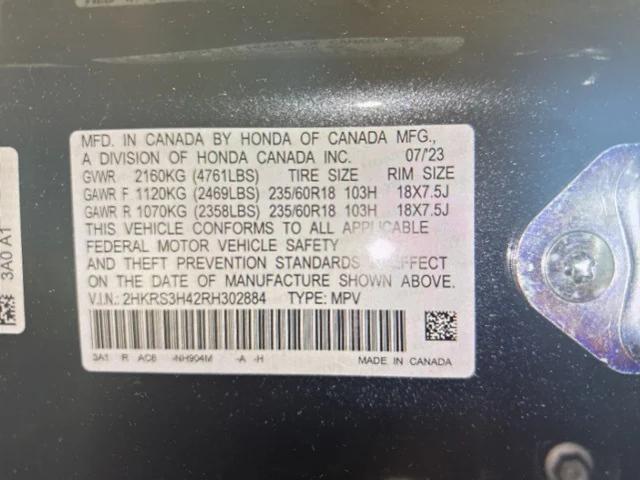 MFD. IN CANADA BY HONDA OF CANADA MFG.,
A DIVISION OF HONDA CANADA INC. 07/'23
GVWR 2160KG (4761LBS) TIRE SIZE RIM SIZE
GAWR F 1120KG (2469LBS) 235/60R18 103H 18X7.5J
GAWR R 1070KG (2358LBS) 235/60R18 103H 18X7.5J
THIS VEHICLE CONFORMS TO ALL APPLICABLE
FEDERAL MOTOR VEHICLE SAFETY
AND THEFT PREVENTION STANDARDS IN EFFECT
ON THE DATE OF MANUFACTURE SHOWN ABOVE.
V.I.N.: 2HKRS3H42RH302884 TYPE: MPV
3A1 R AC6 -NH904M -A -H MADE IN CANADA
3A0 A1